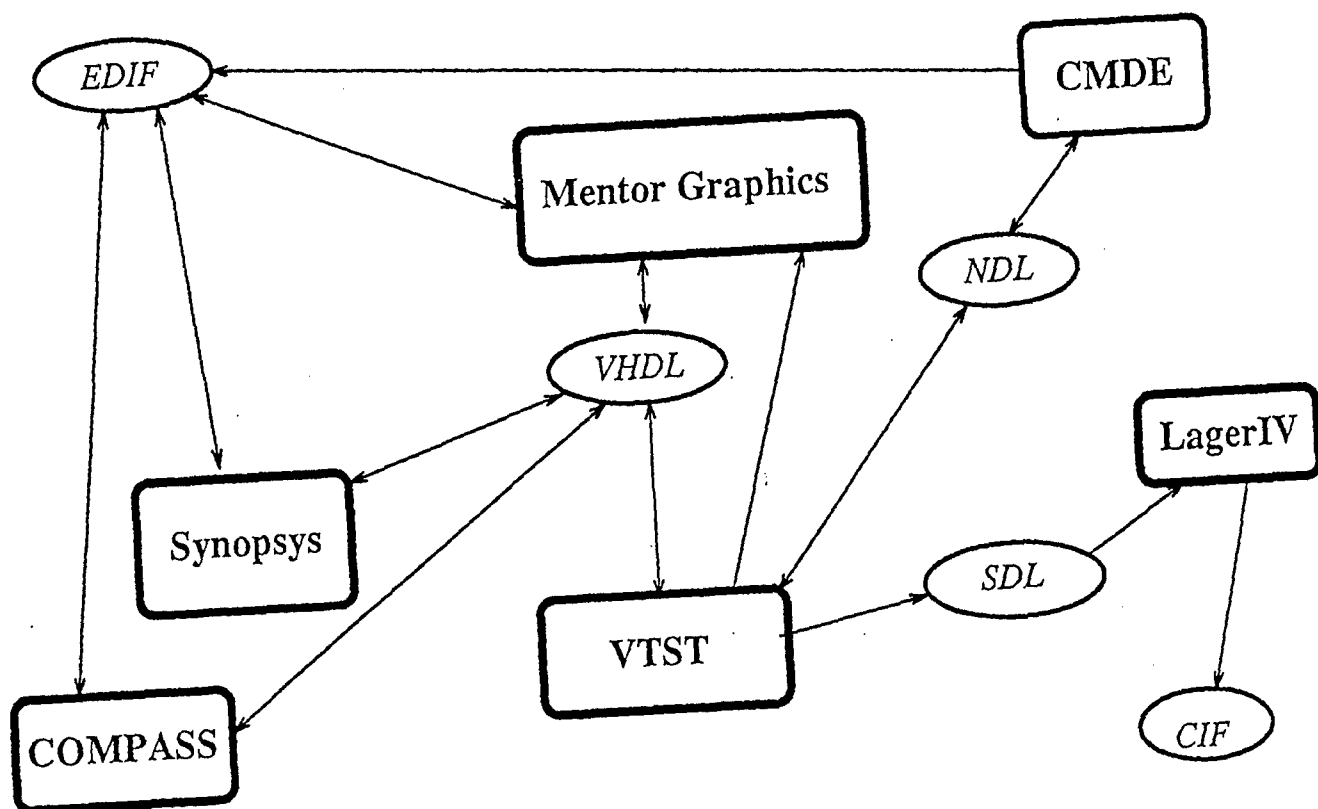 EDIF
CMDE
Mentor Graphics
NDL
VHDL
LagerIV
Synopsys
SDL
VTST
COMPASS
CIF